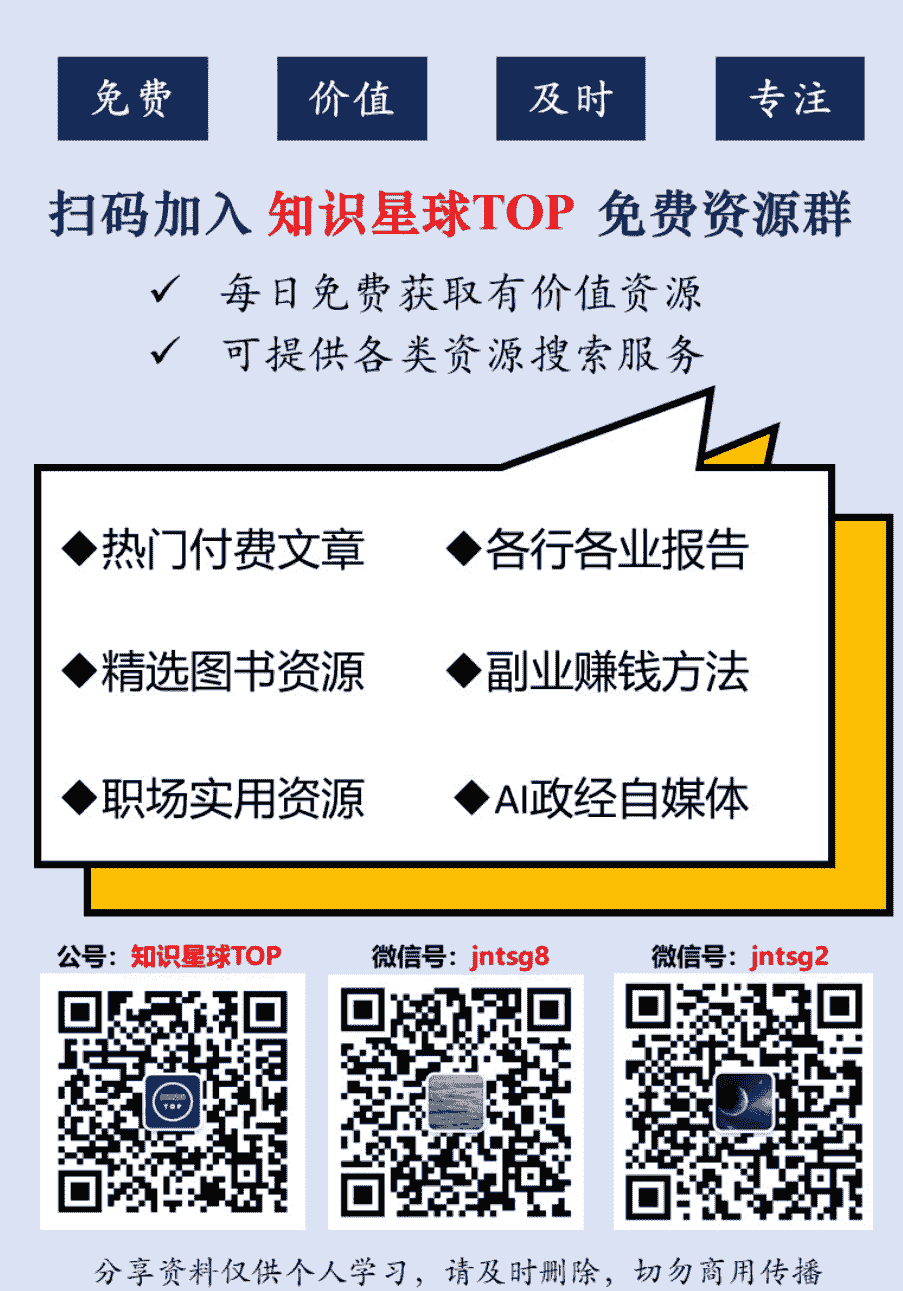 免费 价值 及时 专注
扫码加入 知识星球TOP 免费资源群
✓ 每日免费获取有价值资源
✓ 可提供各类资源搜索服务
◆热门付费文章 ◆各行各业报告
◆精选图书资源 ◆副业赚钱方法
◆职场实用资源 ◆AI政经自媒体
公号：知识星球TOP 微信号：jntsg8 微信号：jntsg2
TOP
分享资料仅供个人学习，请及时删除，切勿商用传播